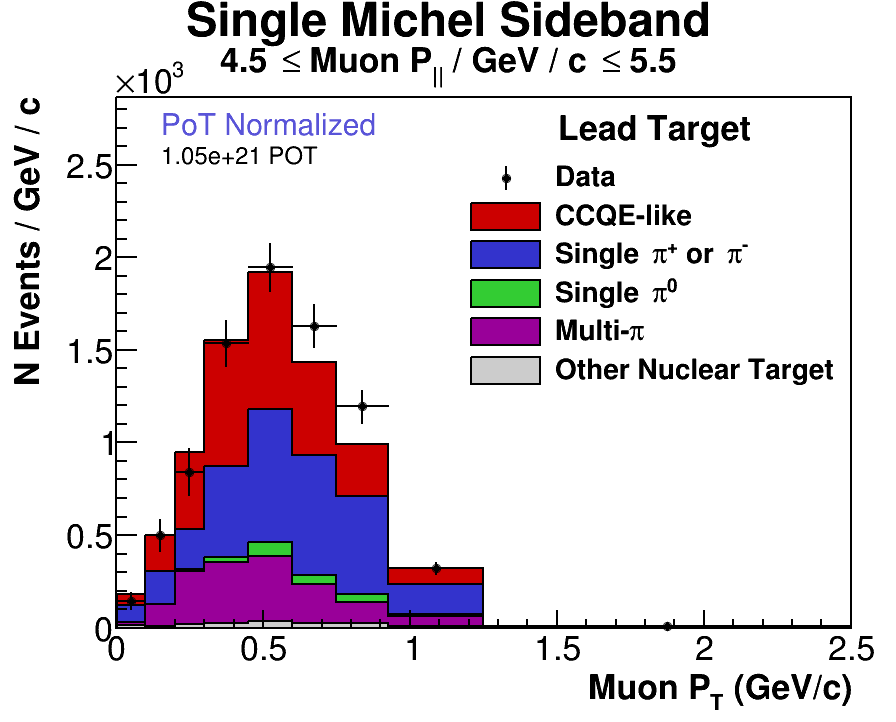 Single Michel Sideband
4.5 ≤ Muon P|| / GeV / c ≤ 5.5
×10³
PoT Normalized
1.05e+21 POT
Lead Target
Data
CCQE-like
Single π⁺ or π⁻
Single π⁰
Multi-π
Other Nuclear Target
N Events / GeV / c
2.5
2
1.5
1
0.5
0
0 0.5 1 1.5 2 2.5
Muon P_T (GeV/c)